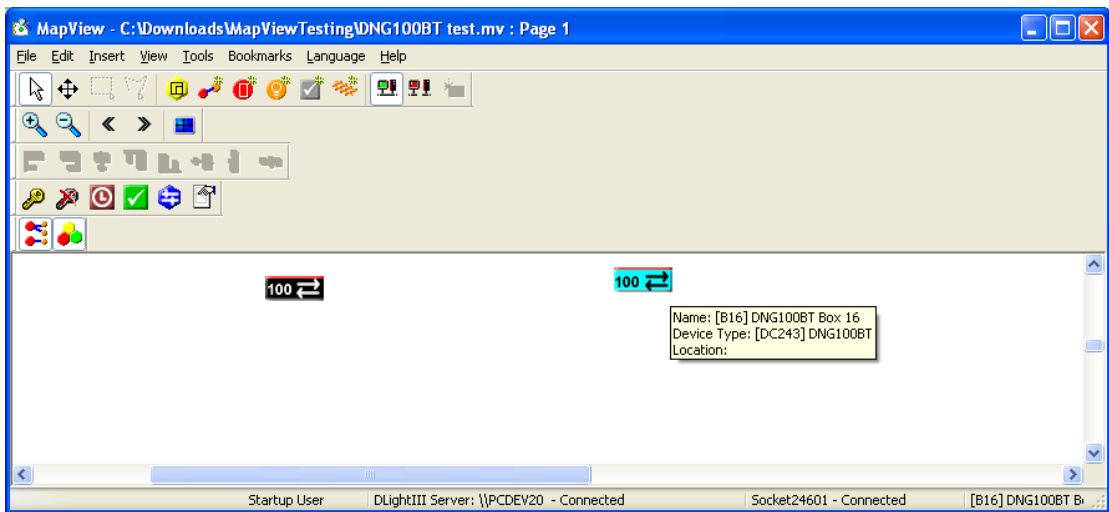 MapView - C:\Downloads\MapViewTesting\DNG100BT test.mv : Page 1
File Edit Insert View Tools Bookmarks Language Help
100
100
Name: [B16] DNG100BT Box 16
Device Type: [DC243] DNG100BT
Location:
Startup User DLightIII Server: \\PCDEV20 - Connected Socket24601 - Connected [B16] DNG100BT B